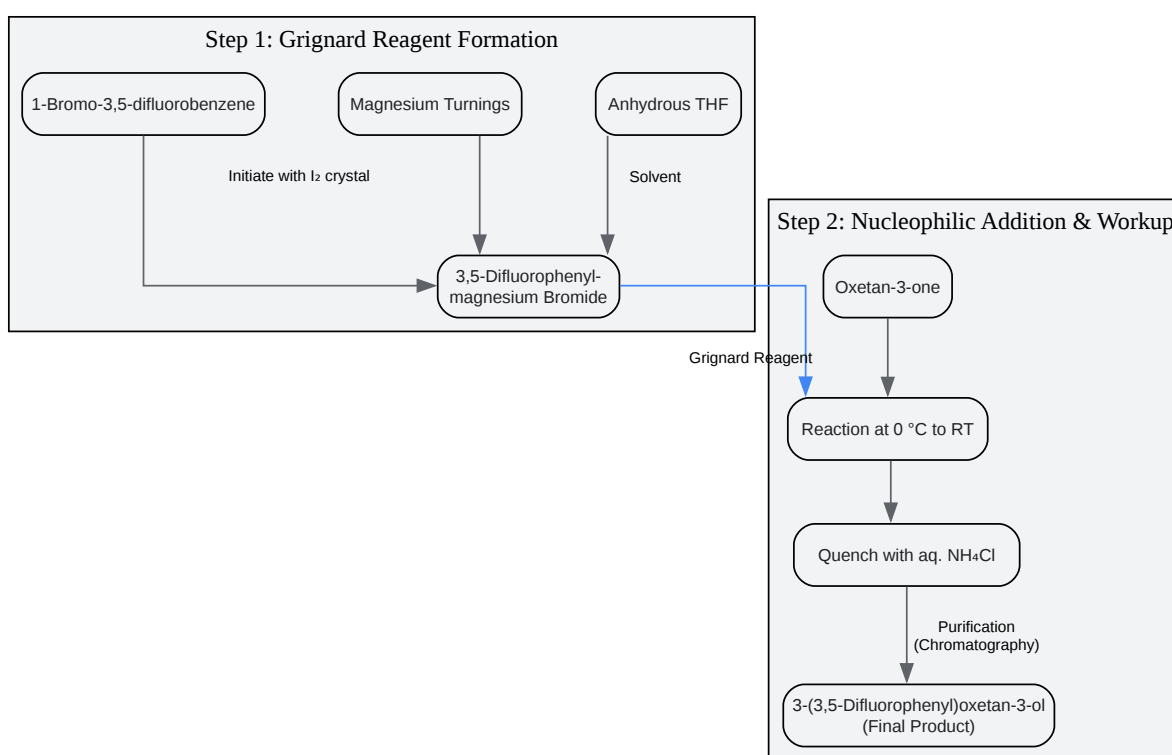 Step 1: Grignard Reagent Formation
1-Bromo-3,5-difluorobenzene
Magnesium Turnings
Anhydrous THF
Initiate with I₂ crystal
Solvent
3,5-Difluorophenyl-
magnesium Bromide
Step 2: Nucleophilic Addition & Workup
Oxetan-3-one
Grignard Reagent
Reaction at 0 °C to RT
Quench with aq. NH₄Cl
Purification
(Chromatography)
3-(3,5-Difluorophenyl)oxetan-3-ol
(Final Product)